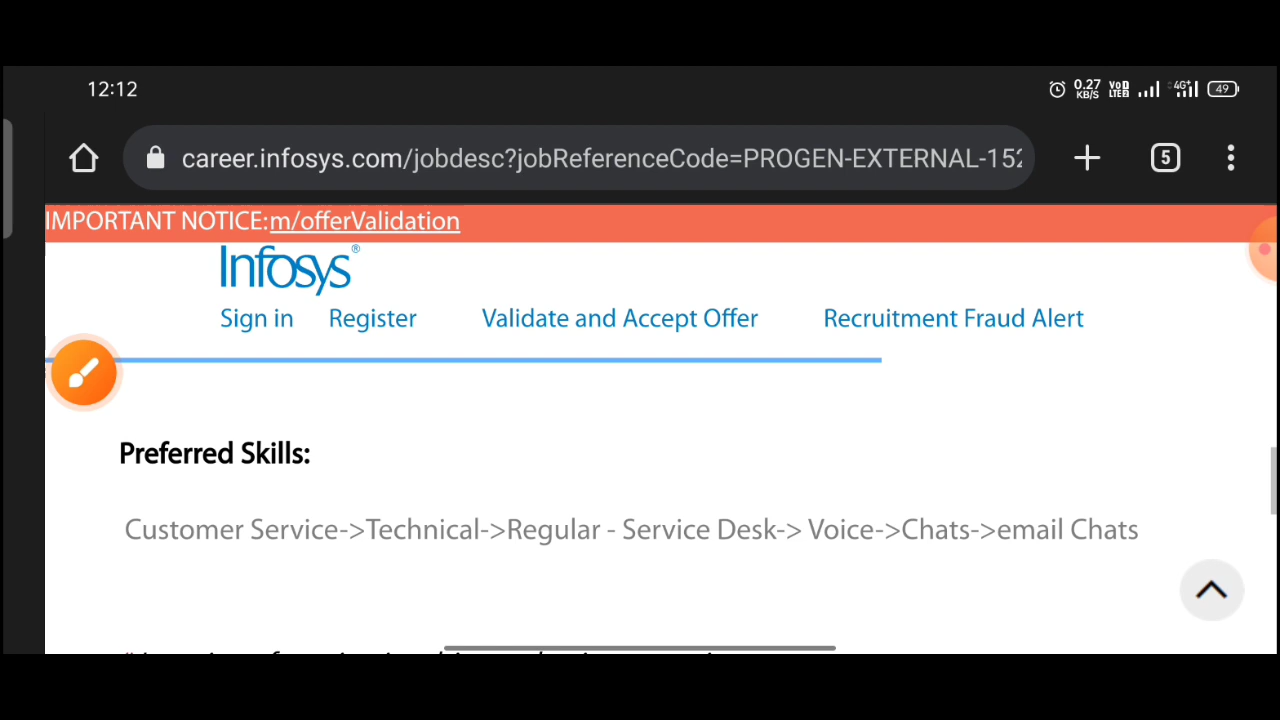 12:12
0.27 KB/S VoD LTE2 4G+ 49
career.infosys.com/jobdesc?jobReferenceCode=PROGEN-EXTERNAL-152
5
IMPORTANT NOTICE:m/offerValidation
Infosys®
Sign in Register Validate and Accept Offer Recruitment Fraud Alert
Preferred Skills:
Customer Service->Technical->Regular - Service Desk-> Voice->Chats->email Chats